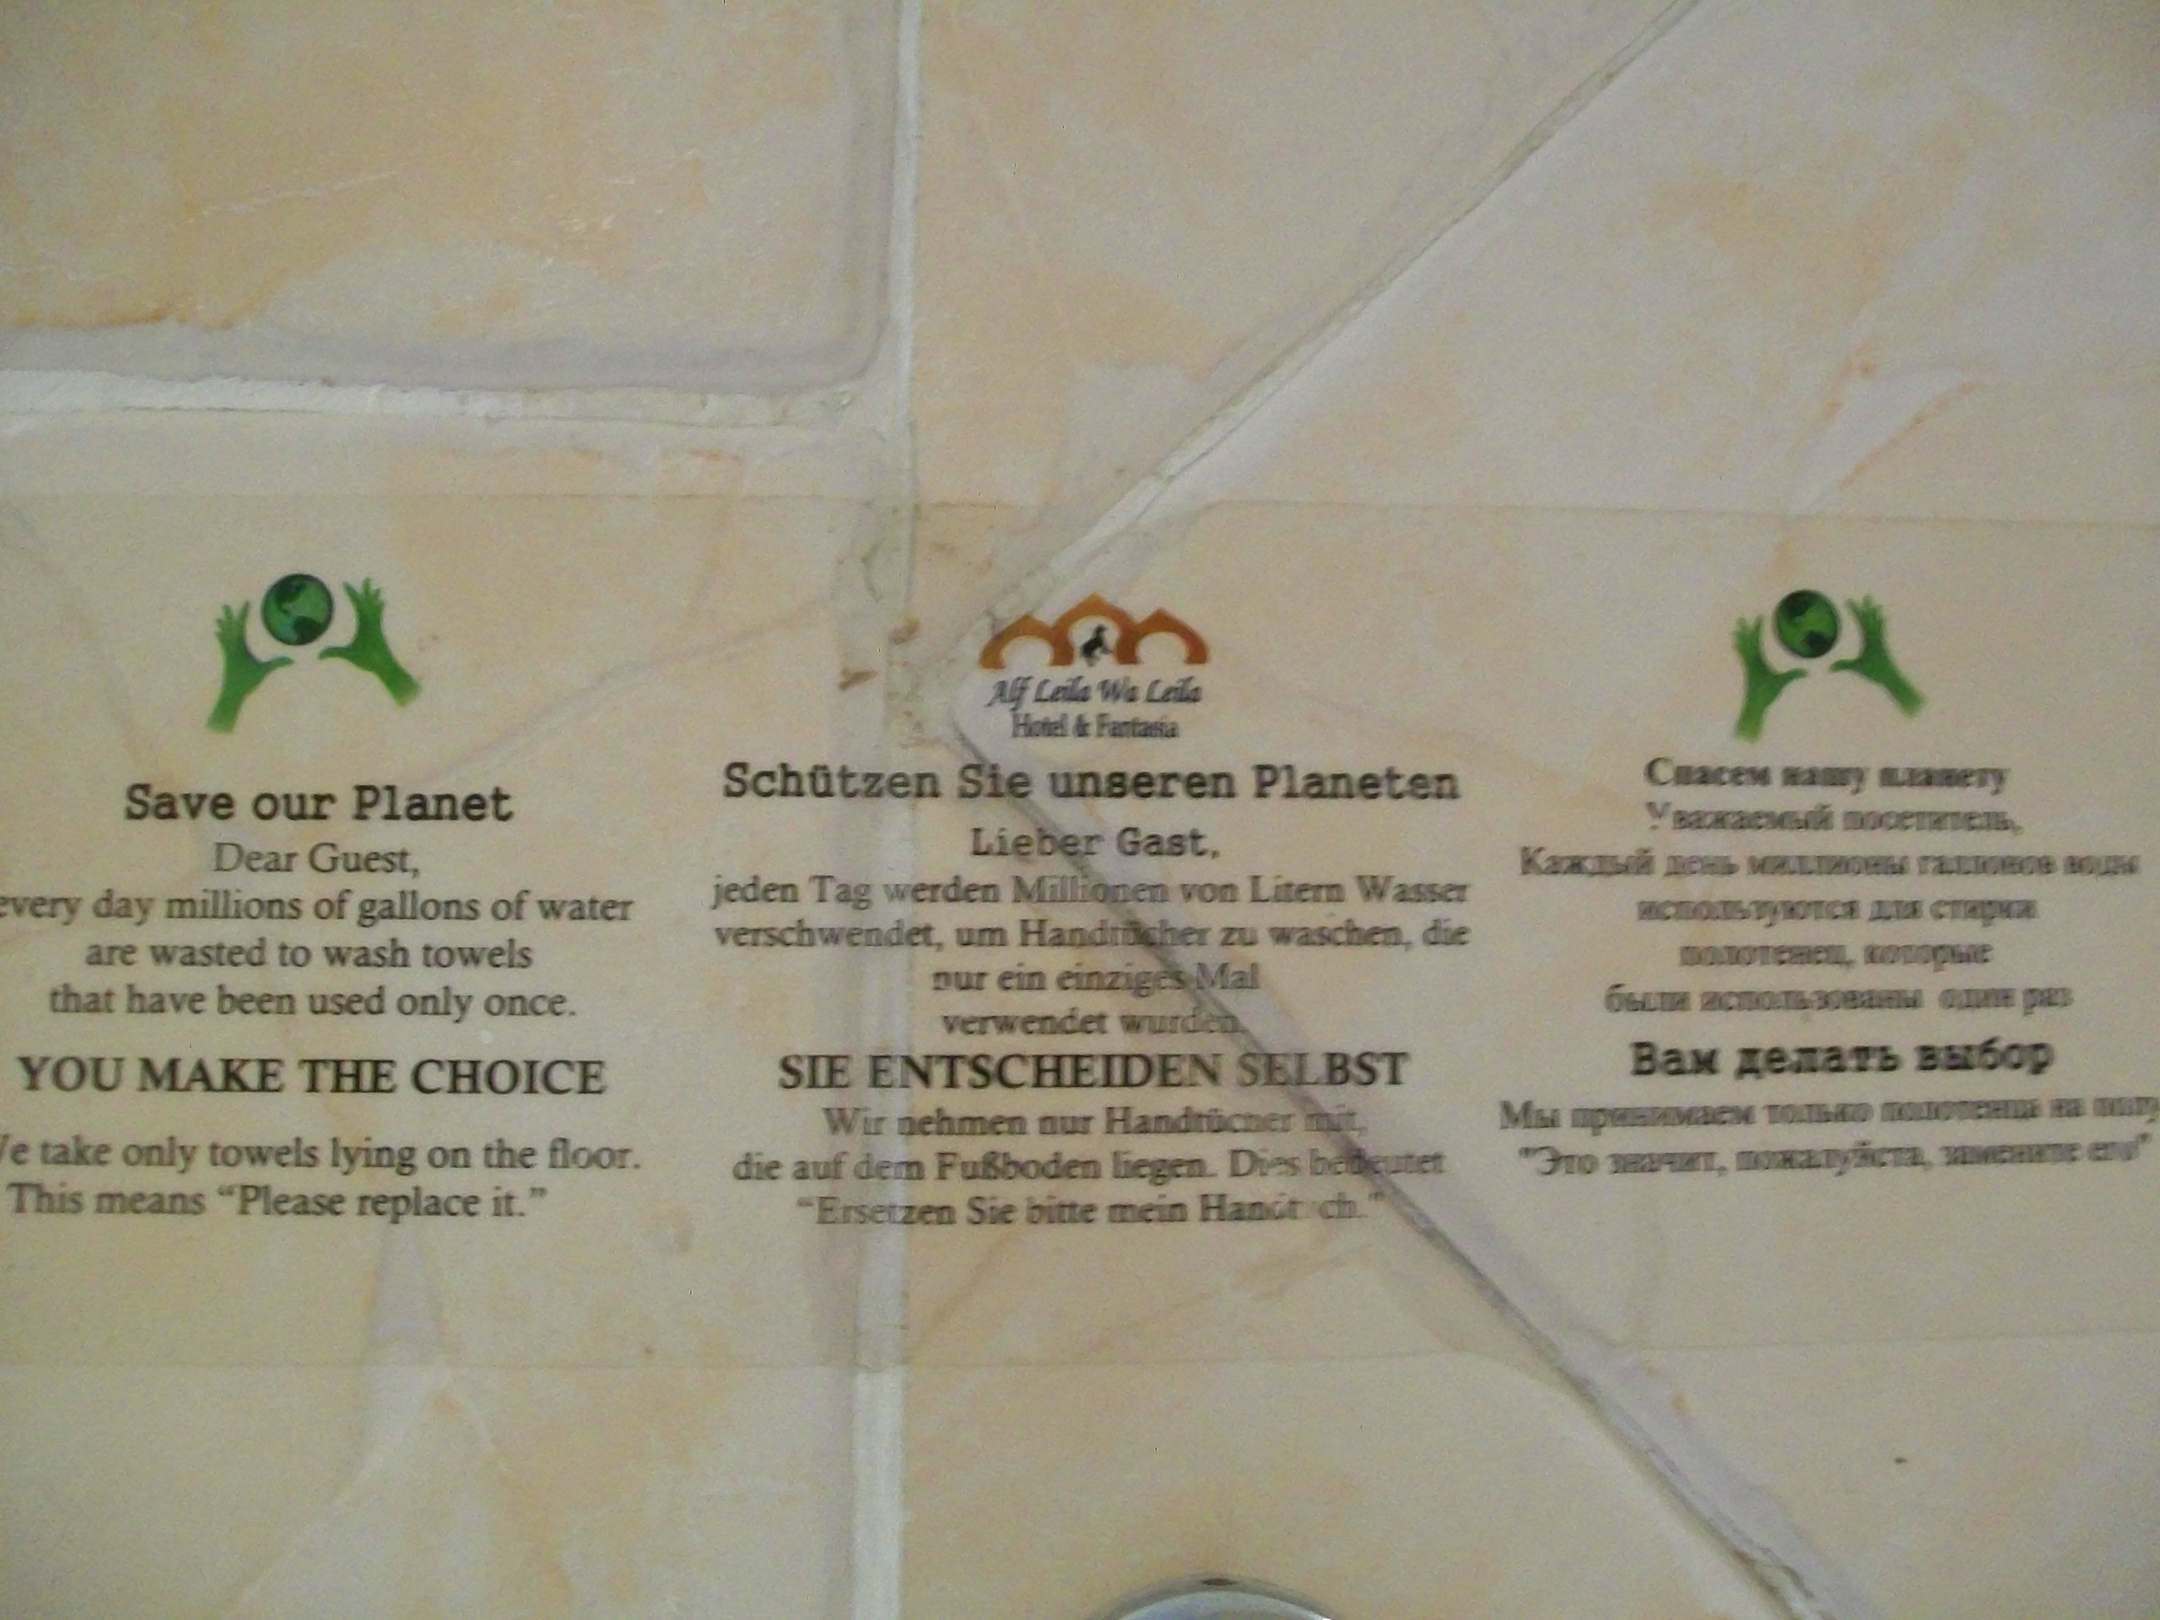 Save our Planet
Dear Guest,
every day millions of gallons of water
are wasted to wash towels
that have been used only once.
YOU MAKE THE CHOICE
We take only towels lying on the floor.
This means “Please replace it.”
Alf Leila Wa Leila
Hotel & Fantasia
Schützen Sie unseren Planeten
Lieber Gast,
jeden Tag werden Millionen von Litern Wasser
verschwendet, um Handtücher zu waschen, die
nur ein einziges Mal
verwendet wurden.
SIE ENTSCHEIDEN SELBST
Wir nehmen nur Handtücher mit,
die auf dem Fußboden liegen. Dies bedeutet
“Ersetzen Sie bitte mein Handtuch.”
Спасем нашу планету
Уважаемый посетитель,
Каждый день миллионы галлонов воды
используются для стирки
полотенец, которые
были использованы один раз
Вам делать выбор
Мы принимаем только полотенца на полу
"Это значит, пожалуйста, замените его"